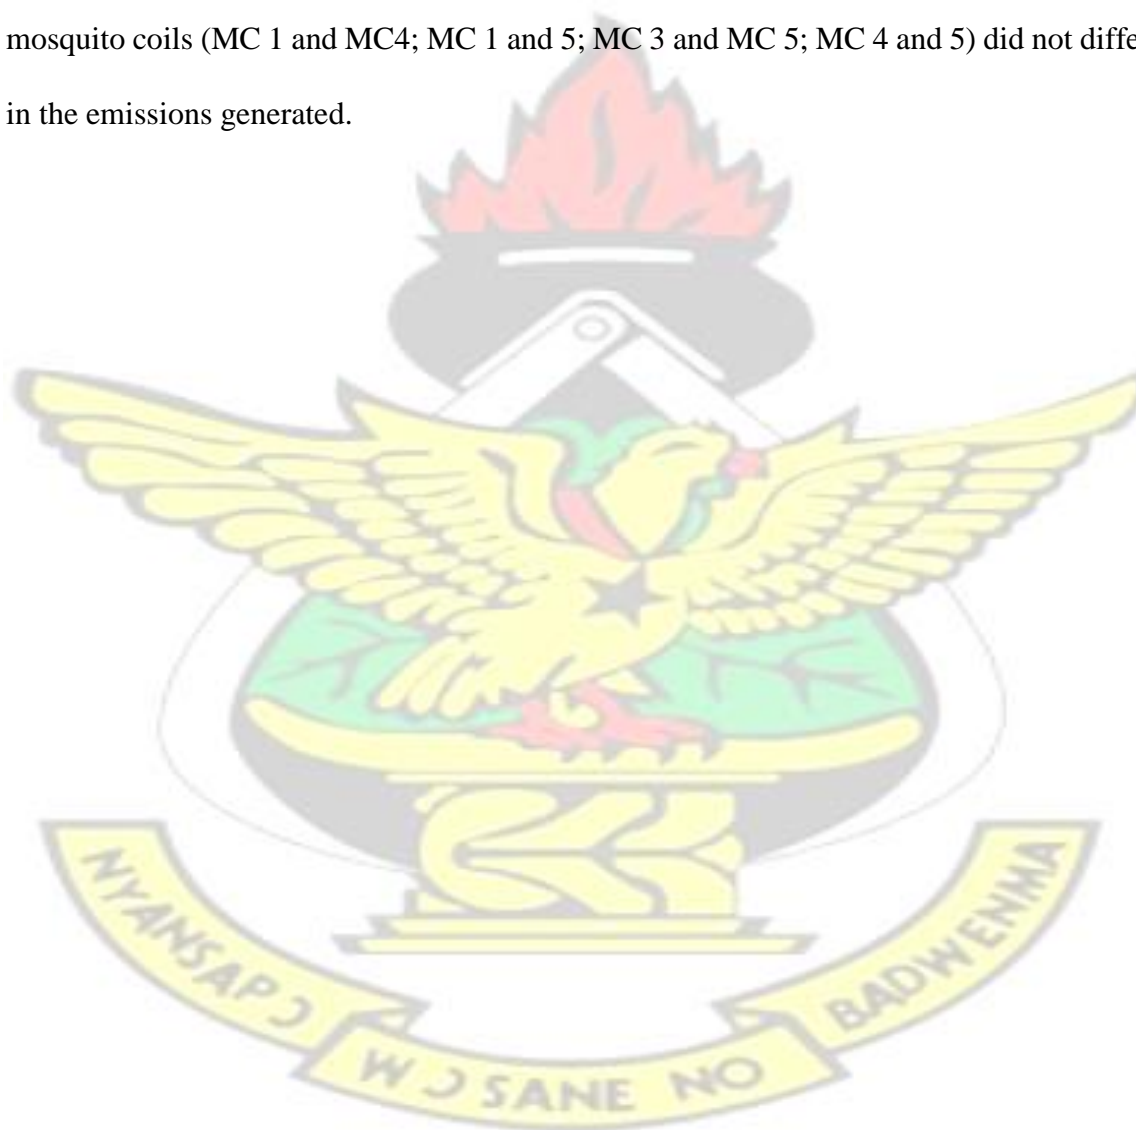 mosquito coils (MC 1 and MC4; MC 1 and 5; MC 3 and MC 5; MC 4 and 5) did not diffe
in the emissions generated.
NYANSAPƆ
WƆSANE NO
BADWENMA